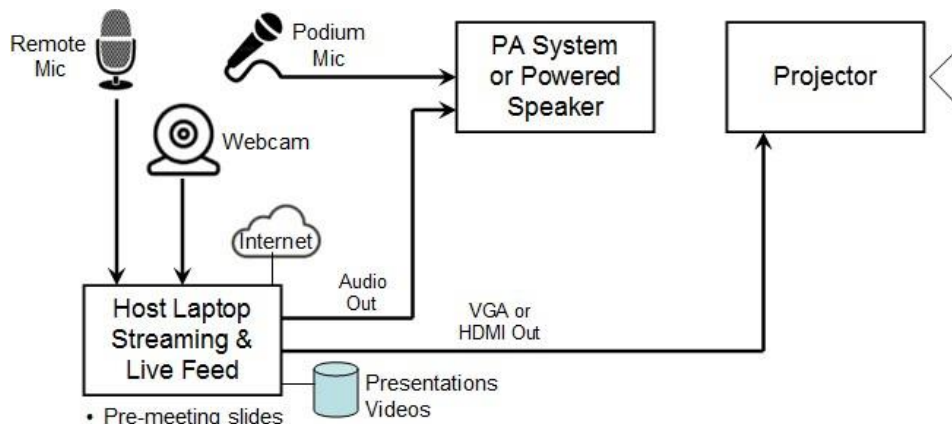 Remote
Mic
Podium
Mic
PA System
or Powered
Speaker
Projector
Webcam
Internet
Audio
Out
VGA or
HDMI Out
Host Laptop
Streaming &
Live Feed
Presentations
Videos
• Pre-meeting slides